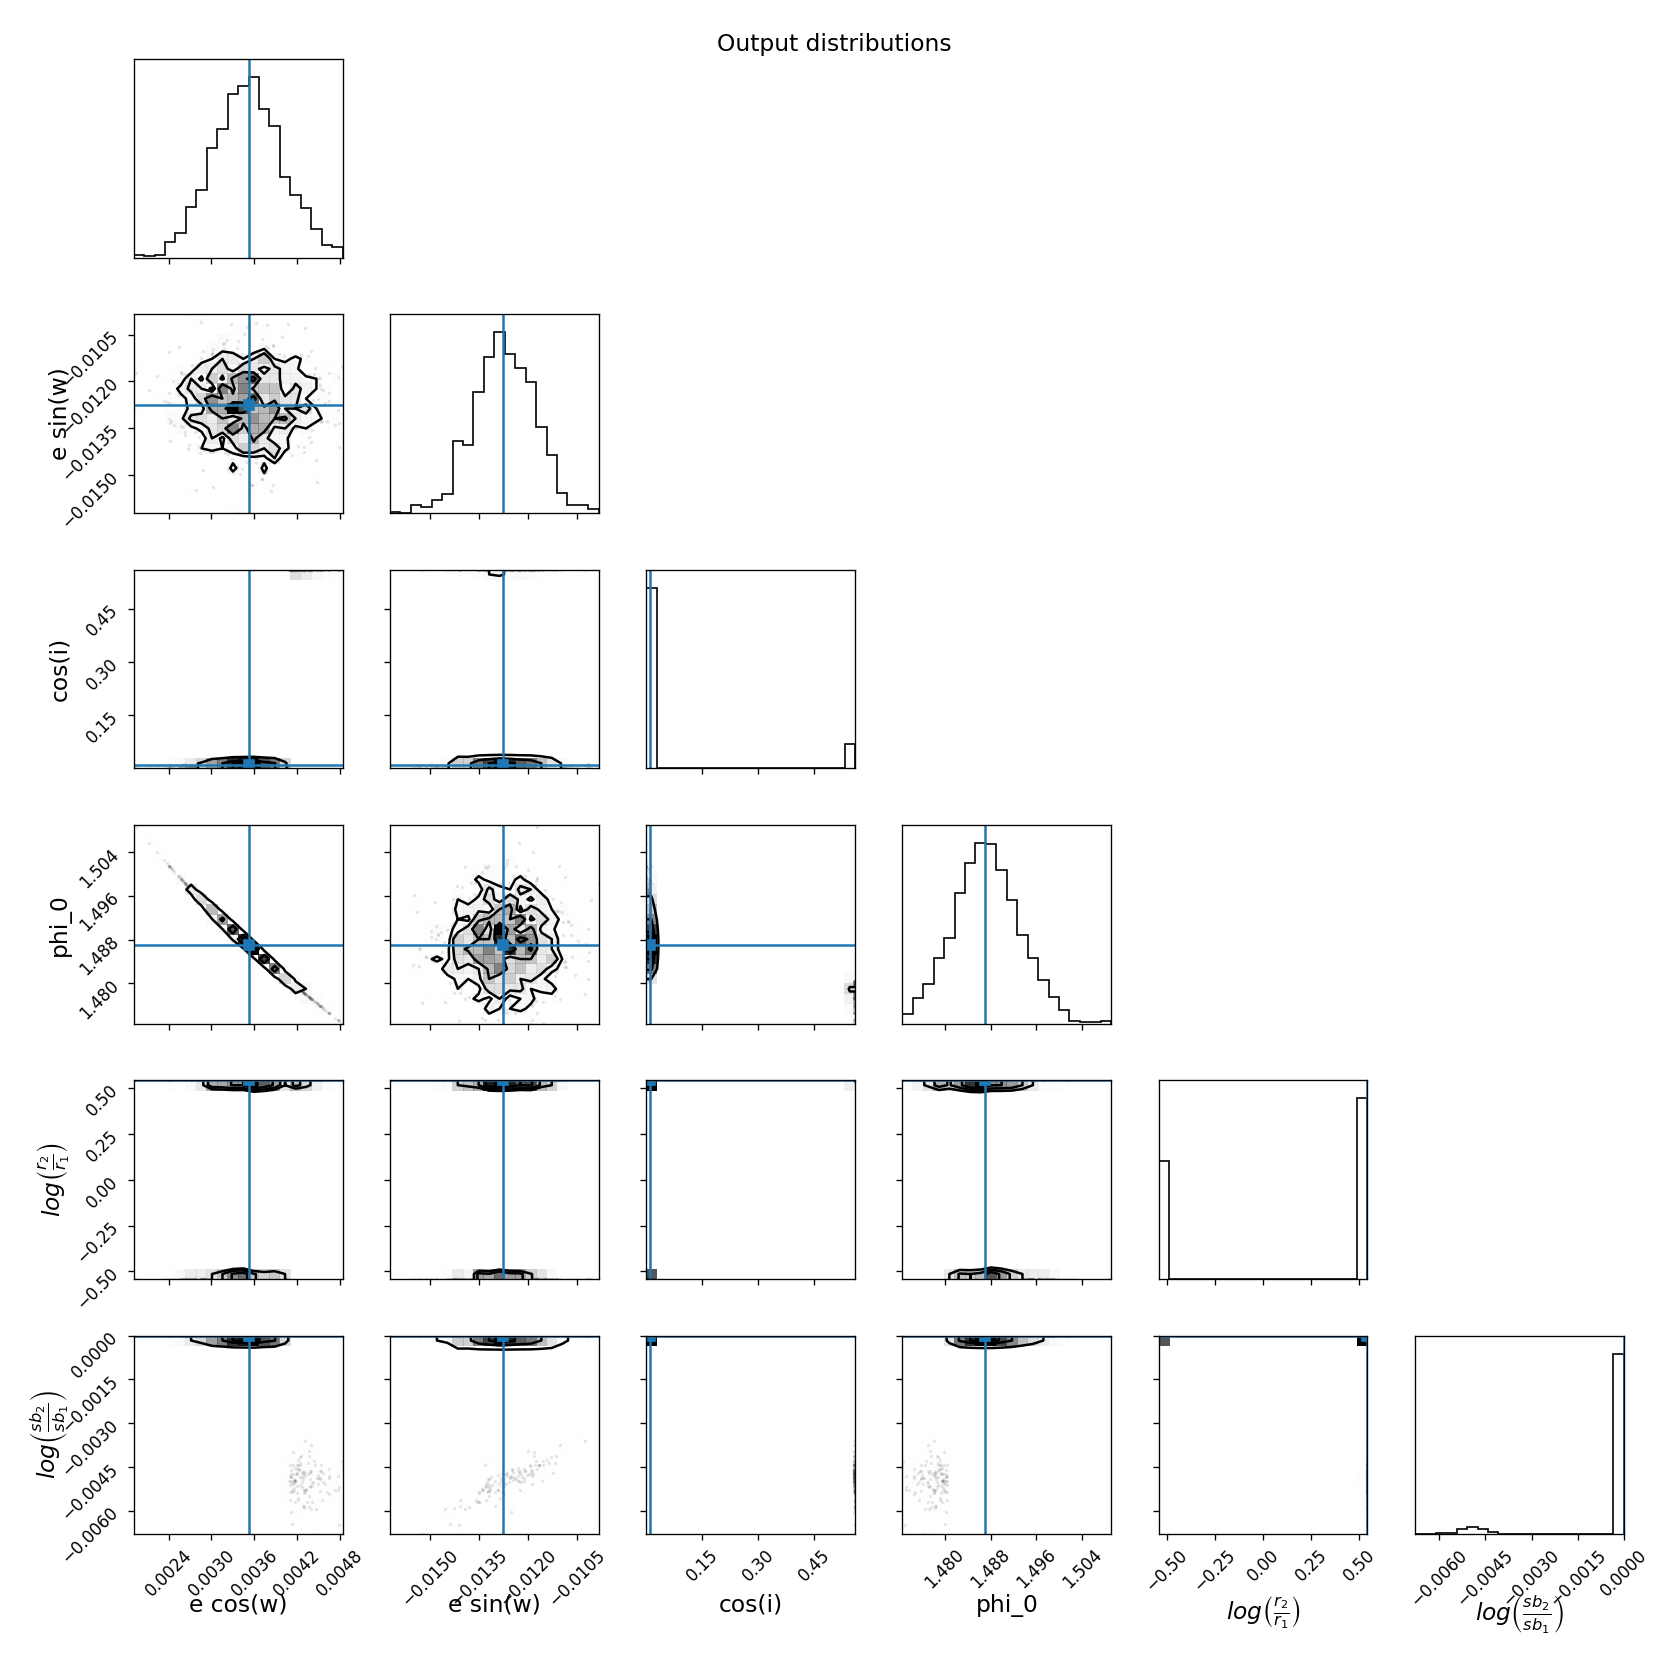 Output distributions
e sin(w)
−0.0105
−0.0120
−0.0135
−0.0150
cos(i)
0.45
0.30
0.15
phi_0
1.504
1.496
1.488
1.480
log(r2/r1)
0.50
0.25
0.00
−0.25
−0.50
log(sb2/sb1)
0.0000
−0.0015
−0.0030
−0.0045
−0.0060
0.0024 0.0030 0.0036 0.0042 0.0048
−0.0150 −0.0135 −0.0120 −0.0105
0.15 0.30 0.45
1.480 1.488 1.496 1.504
−0.50 −0.25 0.00 0.25 0.50
−0.0060 −0.0045 −0.0030 −0.0015 0.0000
e cos(w) e sin(w) cos(i) phi_0 log(r2/r1) log(sb2/sb1)